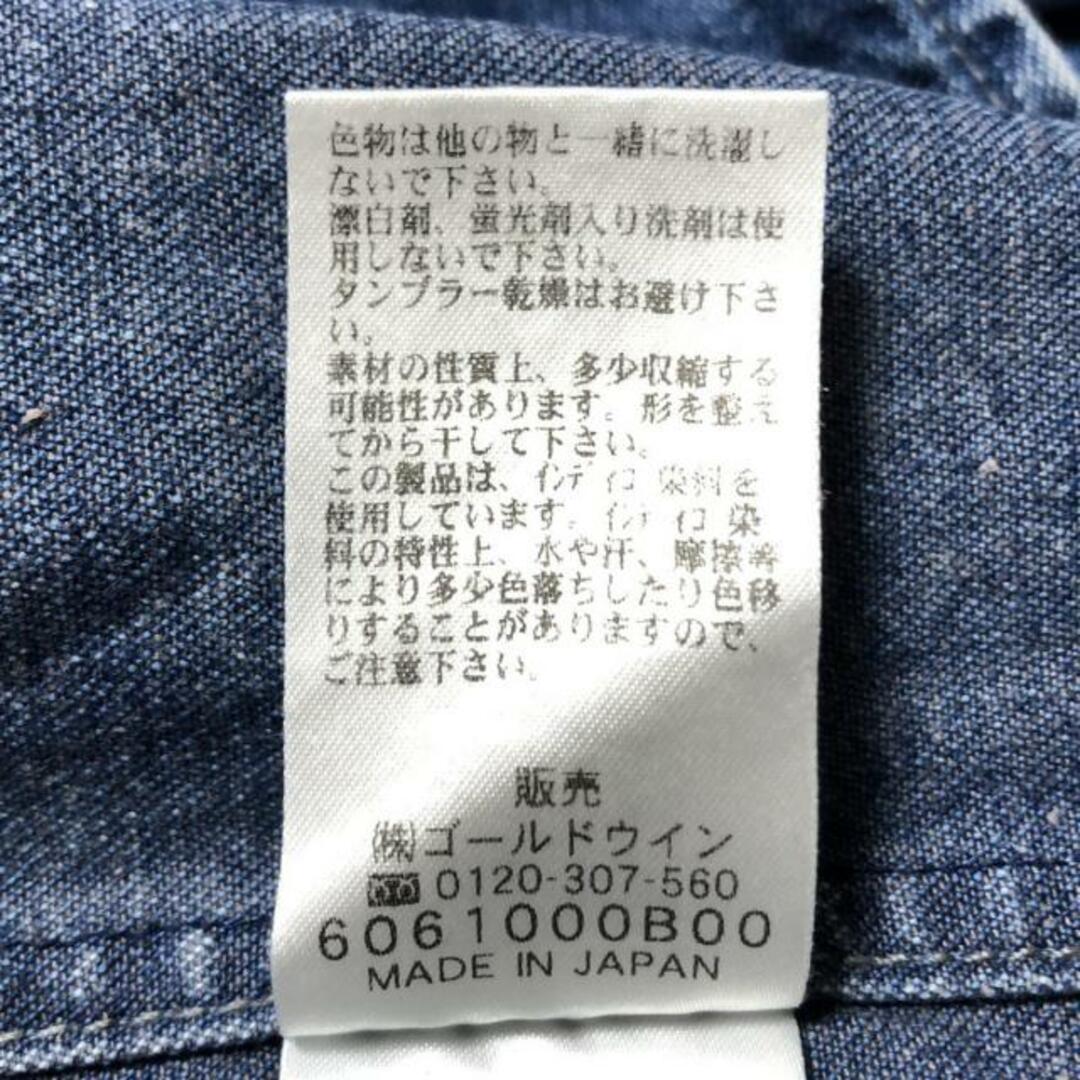 色物は他の物と一緒に洗濯し
ないで下さい。
漂白剤、蛍光剤入り洗剤は使
用しないで下さい。
タンブラー乾燥はお避け下さ
い。
素材の性質上、多少収縮する
可能性があります。形を整え
てから干して下さい。
この製品は、インディゴ染料を
使用しています。インディゴ染
料の特性上、水や汗、摩擦等
により多少色落ちしたり色移
りすることがありますので、
ご注意下さい。
販売
㈱ゴールドウイン
0120-307-560
6061000B00
MADE IN JAPAN